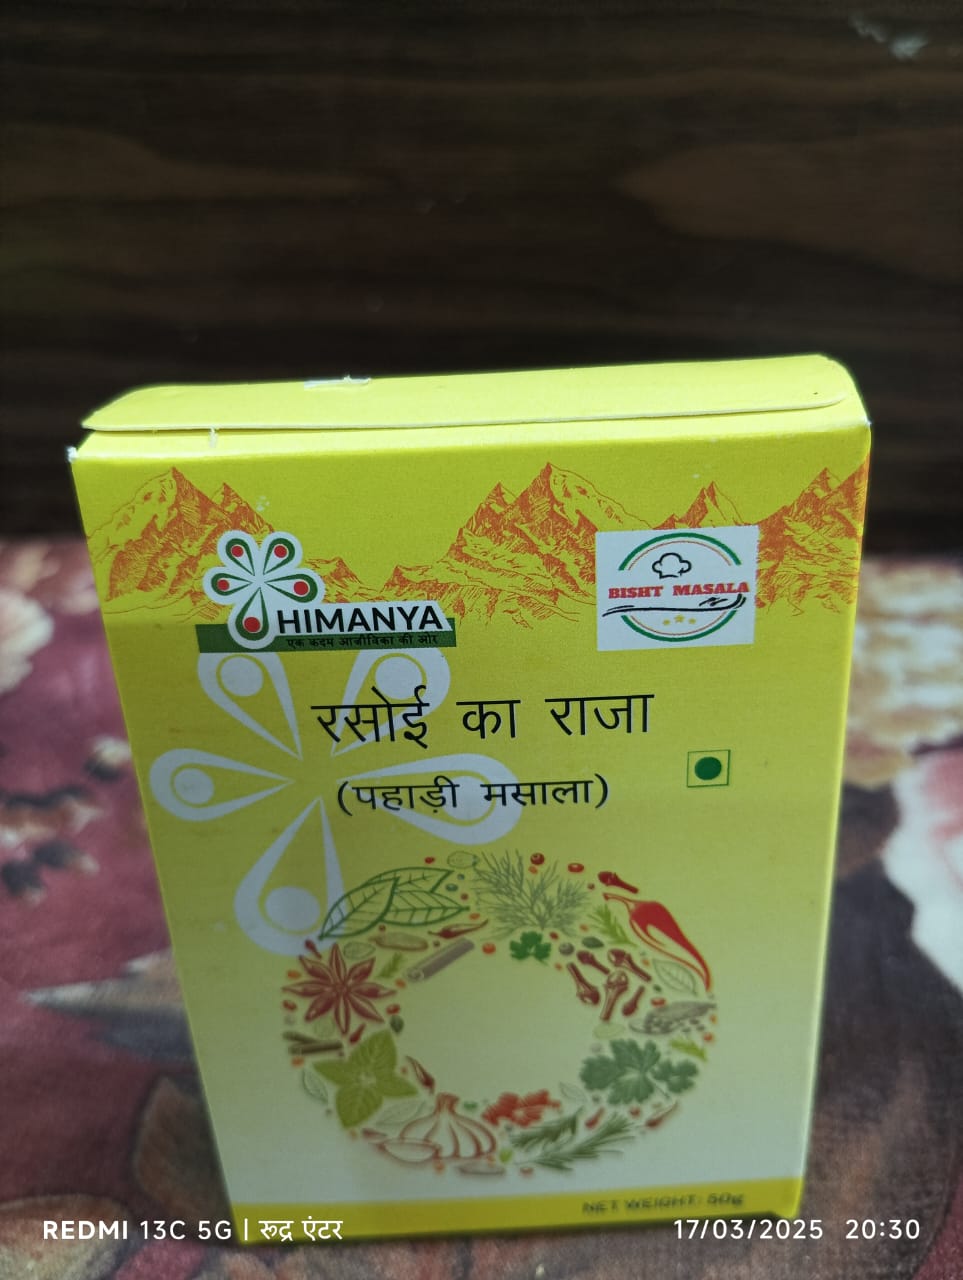 HIMANYA
एक कदम आजीविका की ओर
BISHT MASALA
रसोई का राजा
(पहाड़ी मसाला)
NET WEIGHT: 50g
REDMI 13C 5G | रूद्र एंटर
17/03/2025 20:30